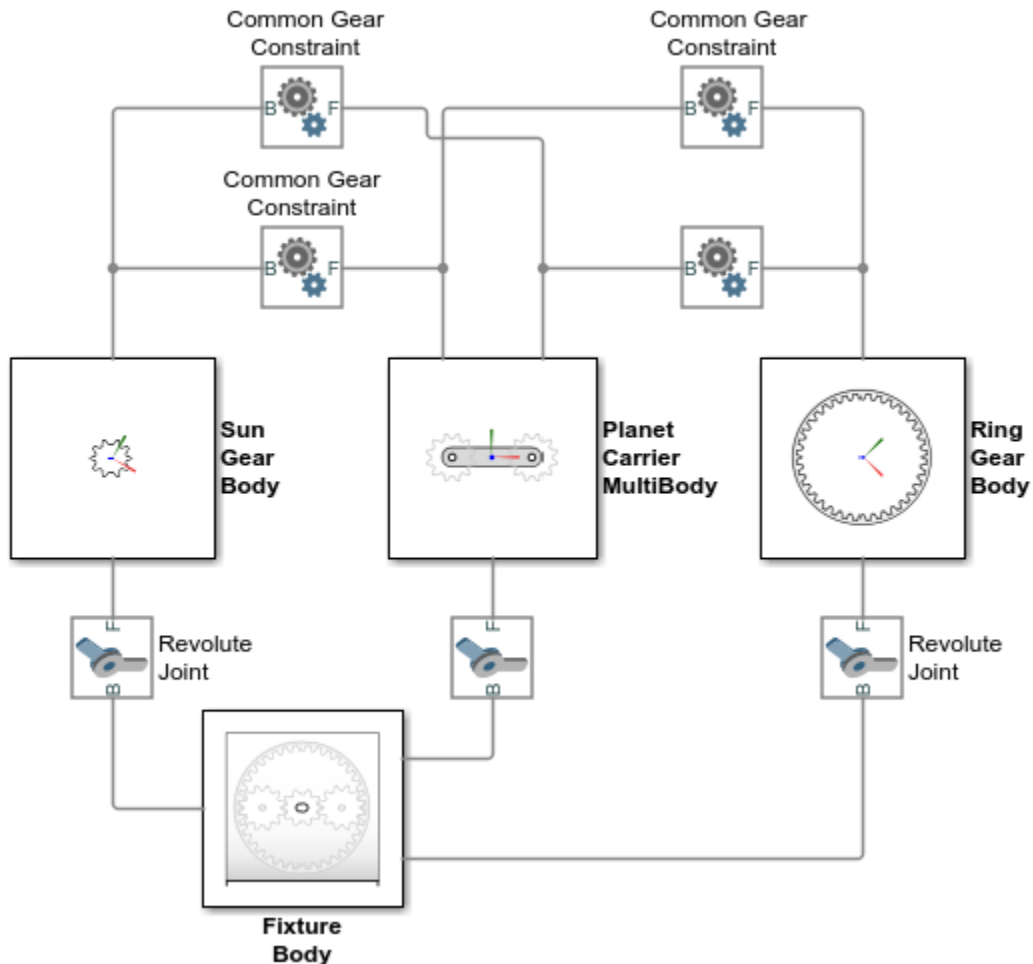 Common Gear
Constraint
Common Gear
Constraint
B
F
B
F
Common Gear
Constraint
B
F
B
F
Sun
Gear
Body
Planet
Carrier
MultiBody
Ring
Gear
Body
F
B
Revolute
Joint
F
B
F
B
Revolute
Joint
Fixture
Body